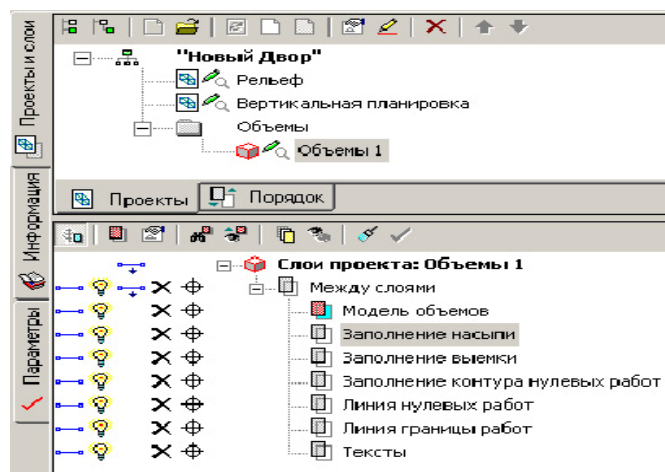 Проекты и слои
Информация
Параметры
"Новый Двор"
Рельеф
Вертикальная планировка
Объемы
Объемы 1
Проекты
Порядок
Слои проекта: Объемы 1
Между слоями
Модель объемов
Заполнение насыпи
Заполнение выемки
Заполнение контура нулевых работ
Линия нулевых работ
Линия границы работ
Тексты